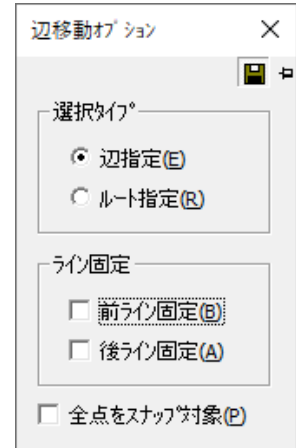 辺移動ｵﾌﾟｼｮﾝ
選択ﾀｲﾌﾟ
辺指定(E)
ﾙｰﾄ指定(R)
ﾗｲﾝ固定
前ﾗｲﾝ固定(B)
後ﾗｲﾝ固定(A)
全点をｽﾅｯﾌﾟ対象(P)